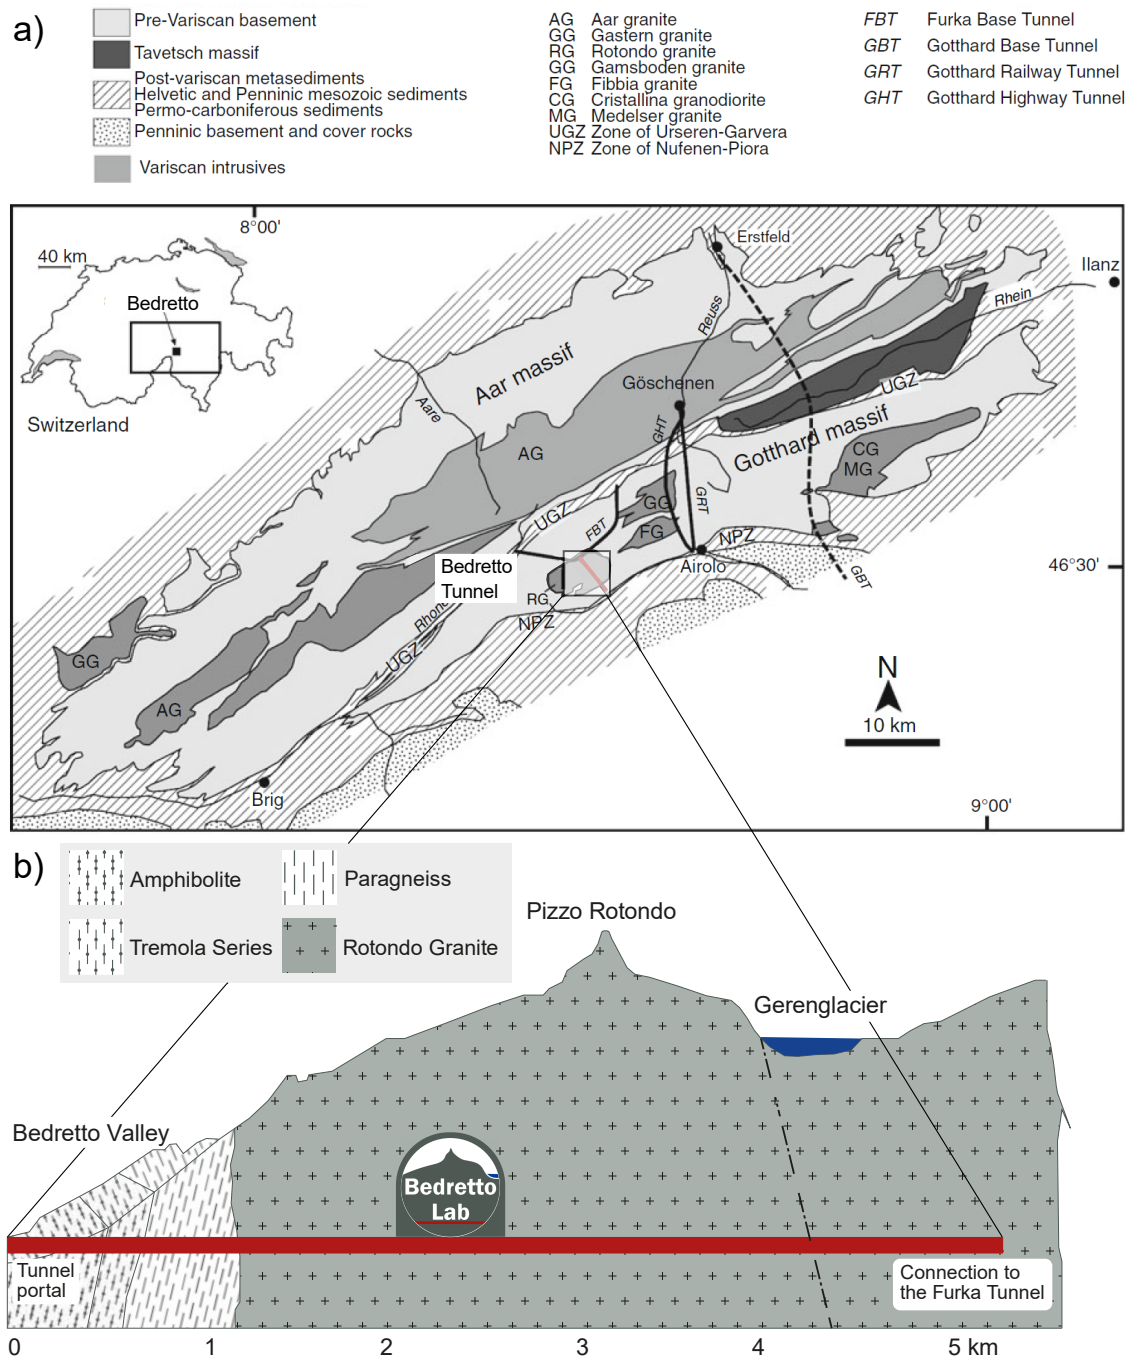 a)
Pre-Variscan basement
Tavetsch massif
Post-variscan metasediments
Helvetic and Penninic mesozoic sediments
Permo-carboniferous sediments
Penninic basement and cover rocks
Variscan intrusives
AG Aar granite
GG Gastern granite
RG Rotondo granite
GG Gamsboden granite
FG Fibbia granite
CG Cristallina granodiorite
MG Medelser granite
UGZ Zone of Urseren-Garvera
NPZ Zone of Nufenen-Piora
FBT Furka Base Tunnel
GBT Gotthard Base Tunnel
GRT Gotthard Railway Tunnel
GHT Gotthard Highway Tunnel
8°00'
40 km
Bedretto
Switzerland
Erstfeld
Ilanz
Rhein
Reuss
Aar massif
Göschenen
UGZ
Aare
GHT
Gotthard massif
AG
CG
MG
GRT
GG
UGZ
FBT
FG
NPZ
Airolo
GBT
46°30'
Bedretto
Tunnel
RG
Rhone
NPZ
UGZ
GG
AG
N
10 km
Brig
9°00'
b)
Amphibolite
Paragneiss
Tremola Series
Rotondo Granite
Pizzo Rotondo
Gerenglacier
Bedretto Valley
Bedretto
Lab
Tunnel
portal
Connection to
the Furka Tunnel
0 1 2 3 4 5 km